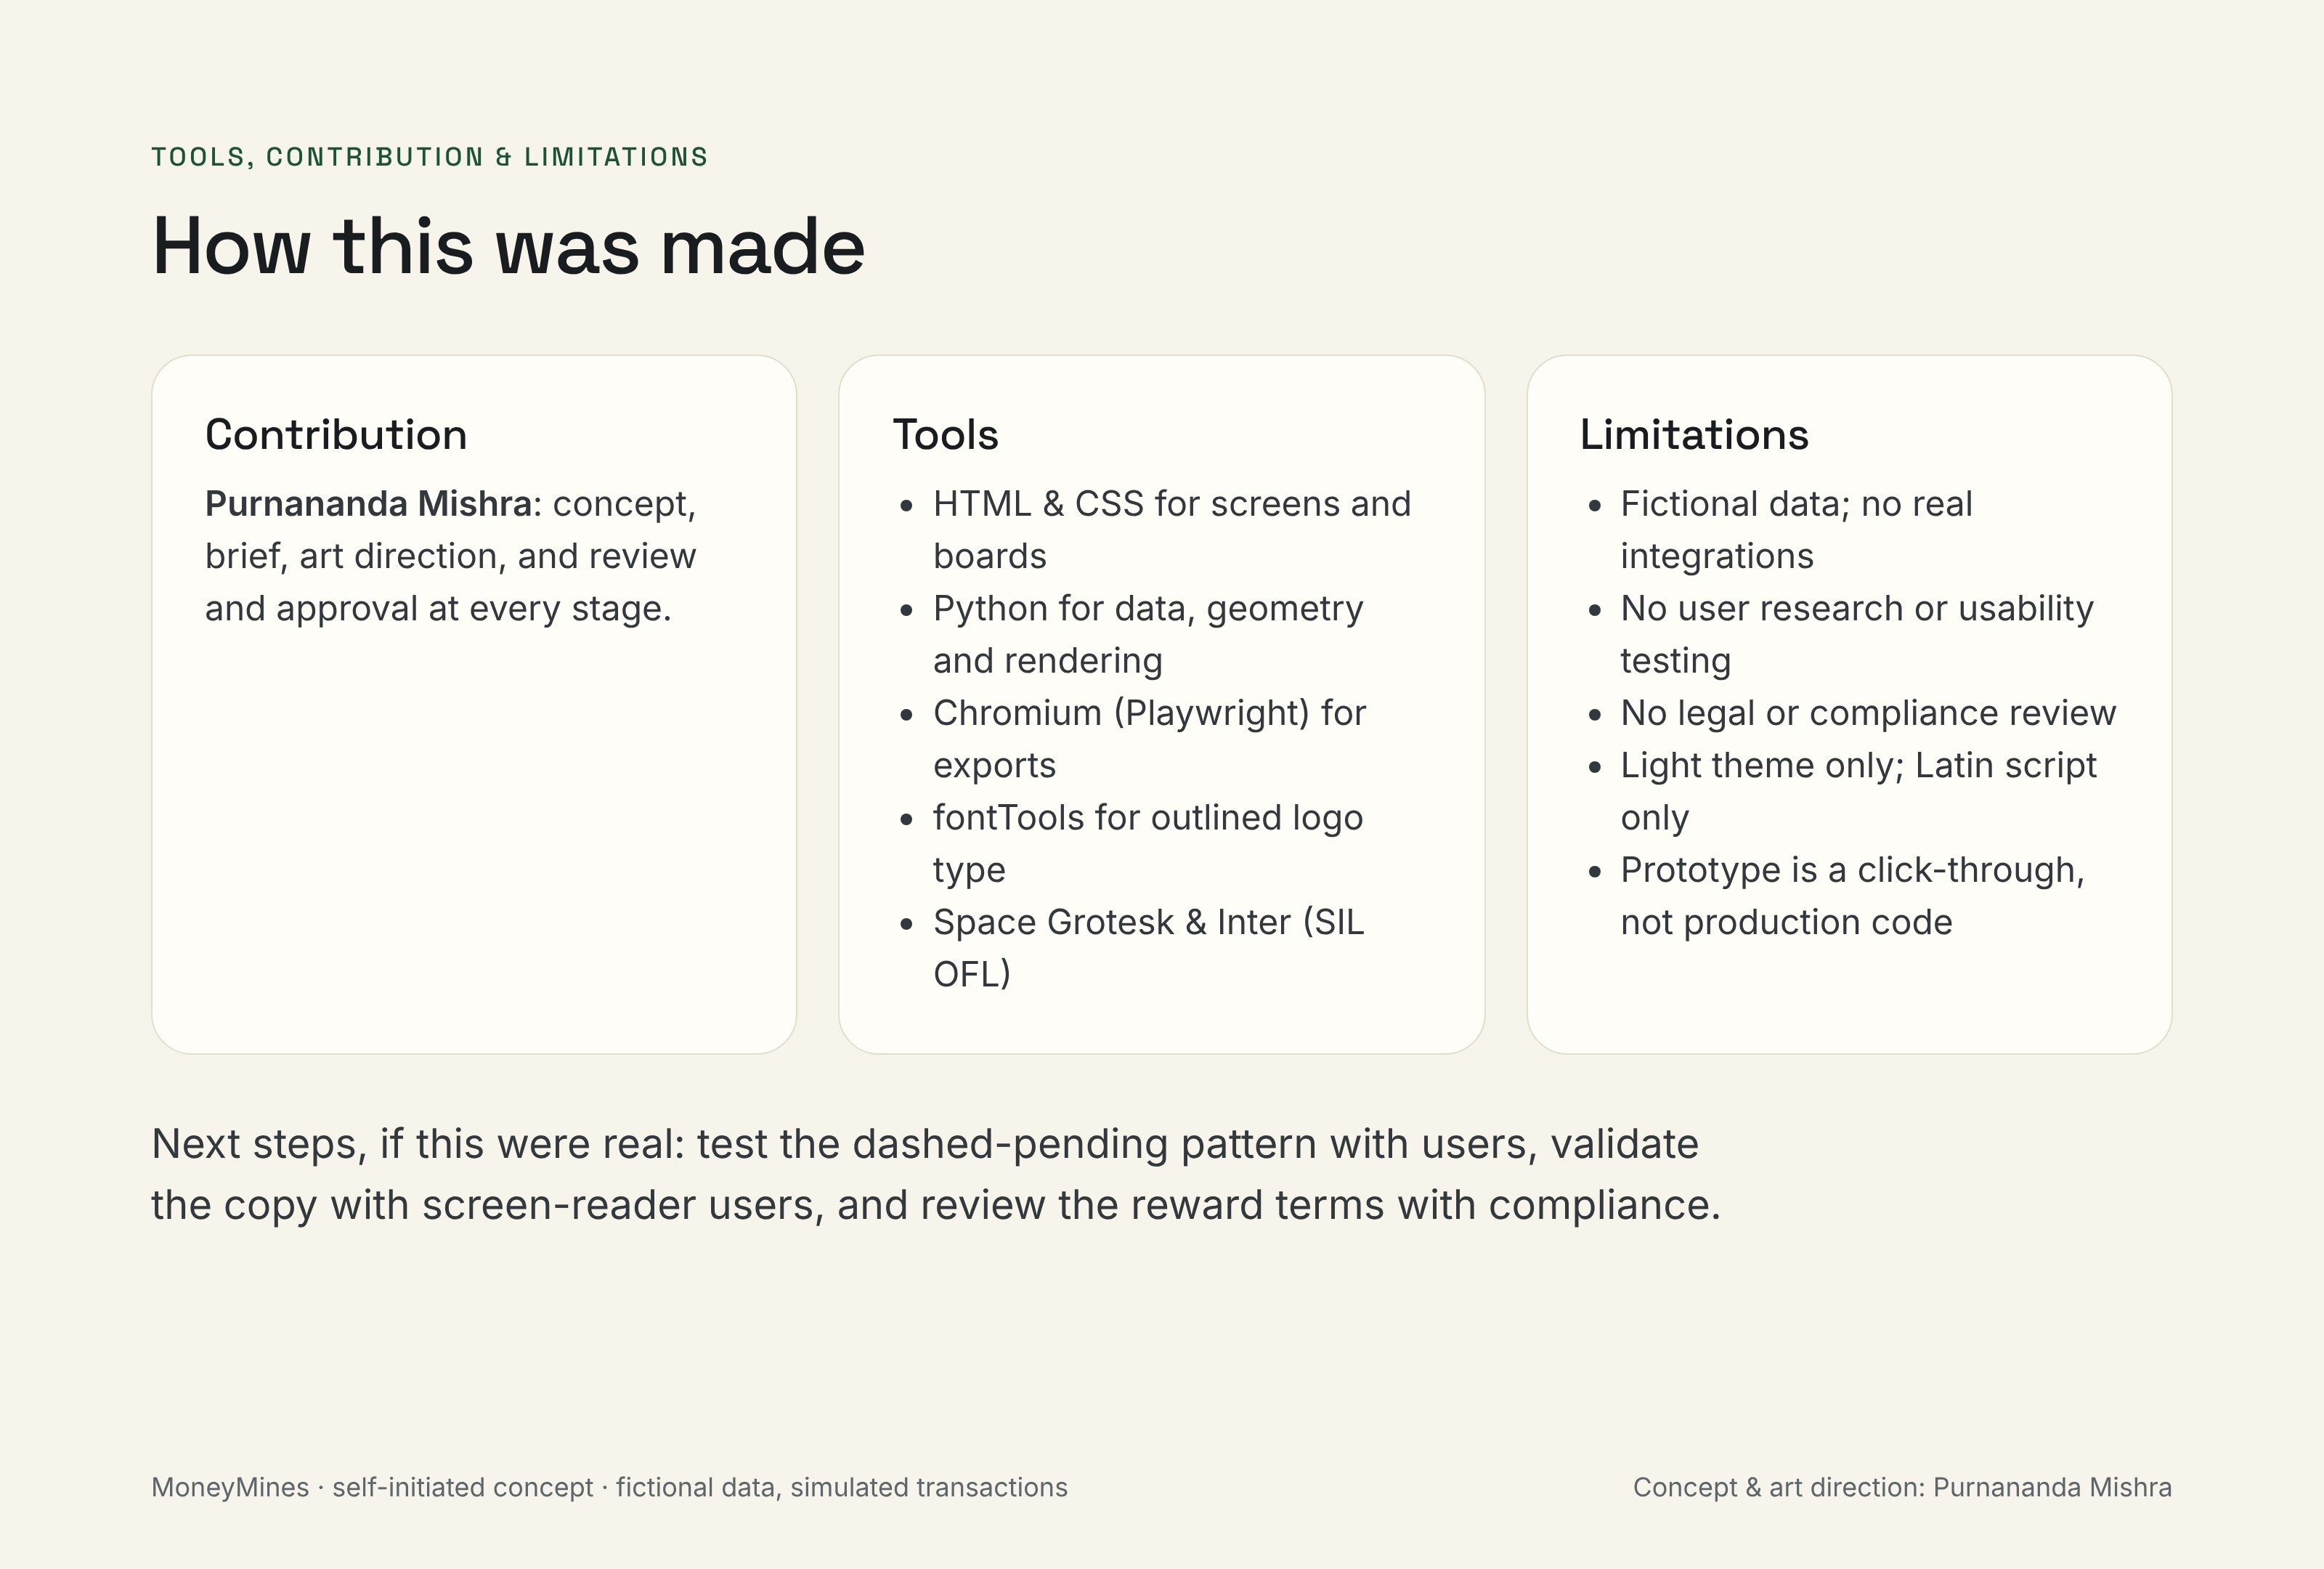 TOOLS, CONTRIBUTION & LIMITATIONS
How this was made
Contribution
Purnananda Mishra: concept,
brief, art direction, and review
and approval at every stage.
Tools
• HTML & CSS for screens and
boards
• Python for data, geometry
and rendering
• Chromium (Playwright) for
exports
• fontTools for outlined logo
type
• Space Grotesk & Inter (SIL
OFL)
Limitations
• Fictional data; no real
integrations
• No user research or usability
testing
• No legal or compliance review
• Light theme only; Latin script
only
• Prototype is a click-through,
not production code
Next steps, if this were real: test the dashed-pending pattern with users, validate
the copy with screen-reader users, and review the reward terms with compliance.
MoneyMines · self-initiated concept · fictional data, simulated transactions
Concept & art direction: Purnananda Mishra